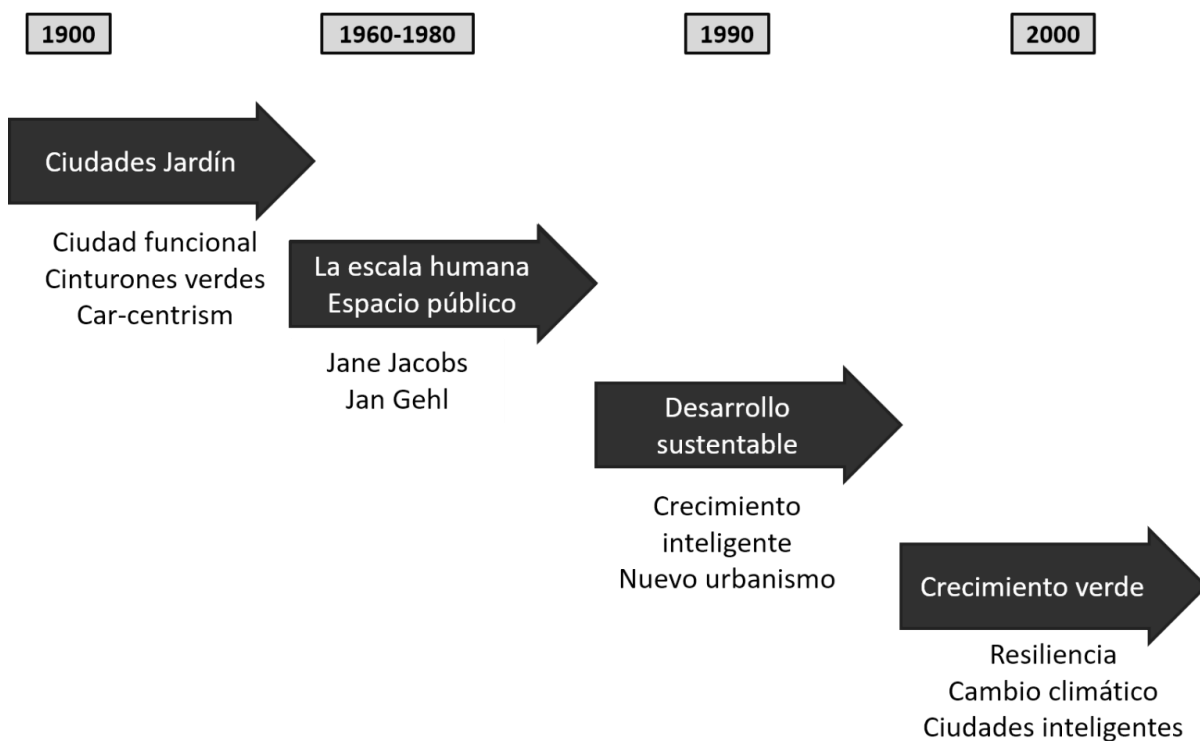 1900
1960-1980
1990
2000
Ciudades Jardín
Ciudad funcional
Cinturones verdes
Car-centrism
La escala humana
Espacio público
Jane Jacobs
Jan Gehl
Desarrollo
sustentable
Crecimiento
inteligente
Nuevo urbanismo
Crecimiento verde
Resiliencia
Cambio climático
Ciudades inteligentes